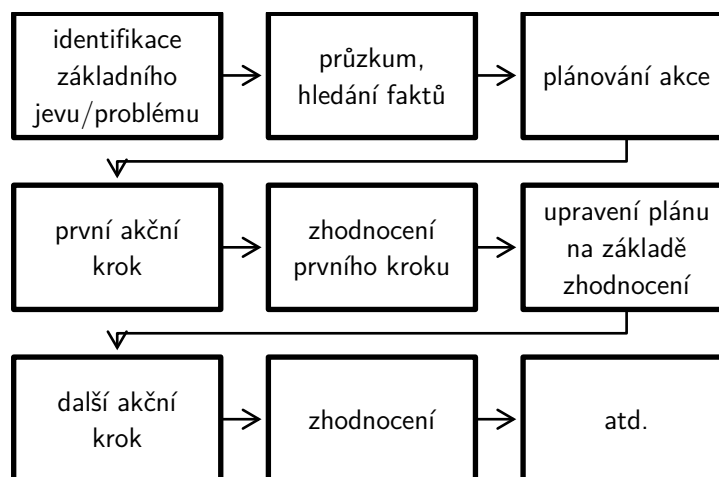 identifikace
základního
jevu/problému
průzkum,
hledání faktů
plánování akce
první akční
krok
zhodnocení
prvního kroku
upravení plánu
na základě
zhodnocení
další akční
krok
zhodnocení
atd.